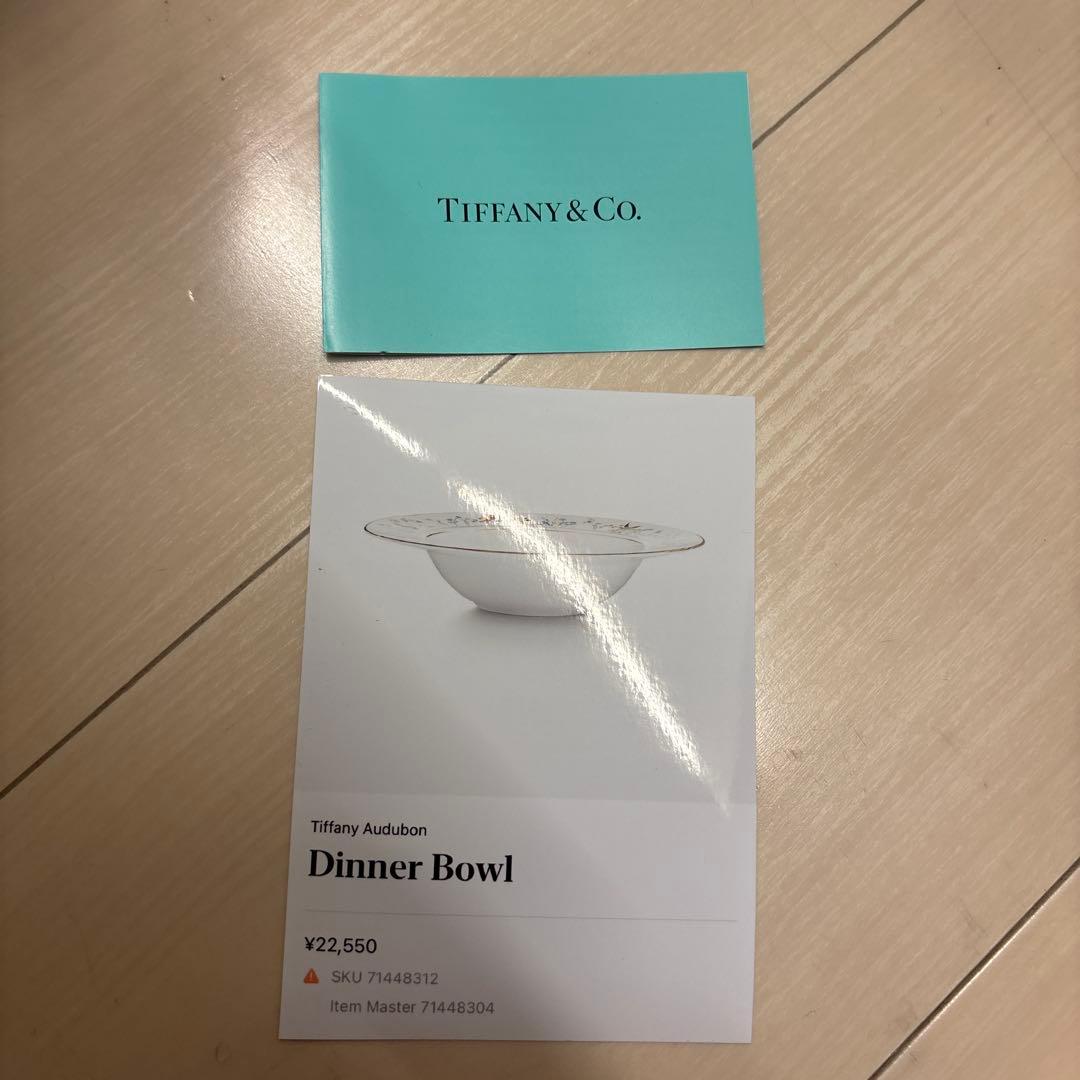 TIFFANY & CO.
Tiffany Audubon
Dinner Bowl
¥22,550
SKU 71448312
Item Master 71448304